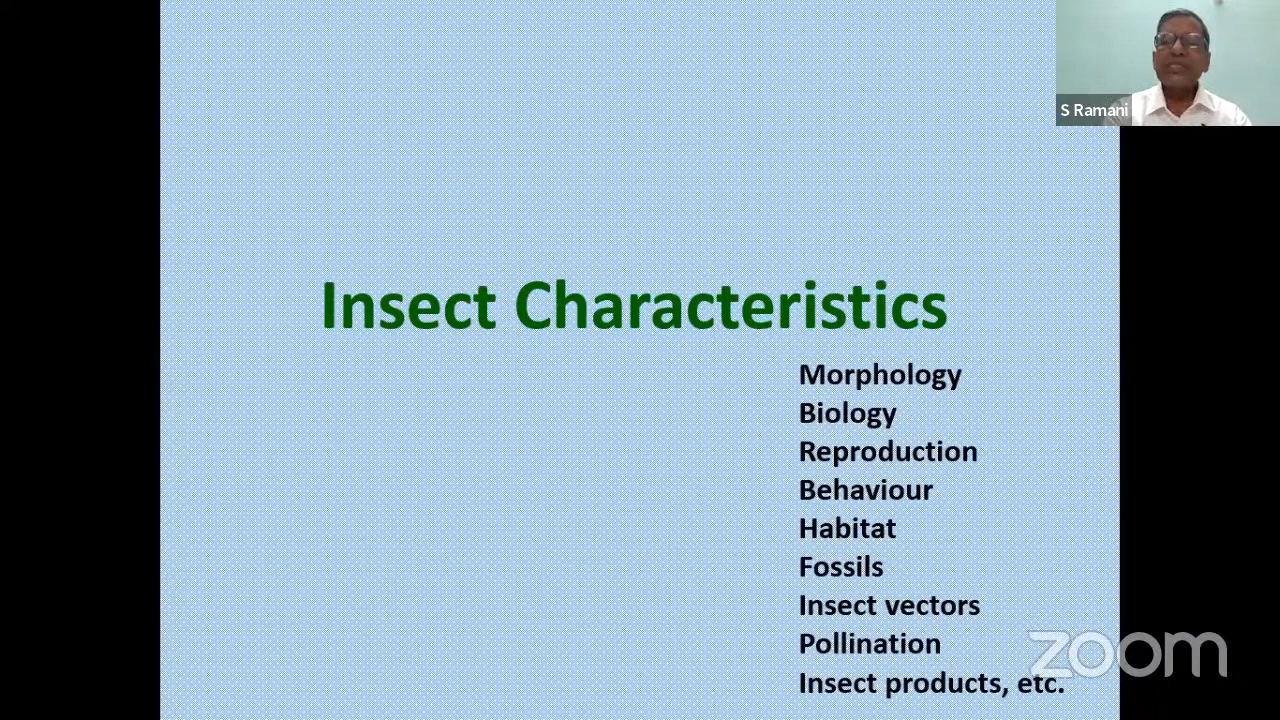 S Ramani
Insect Characteristics
Morphology
Biology
Reproduction
Behaviour
Habitat
Fossils
Insect vectors
Pollination
Insect products, etc.
zoom